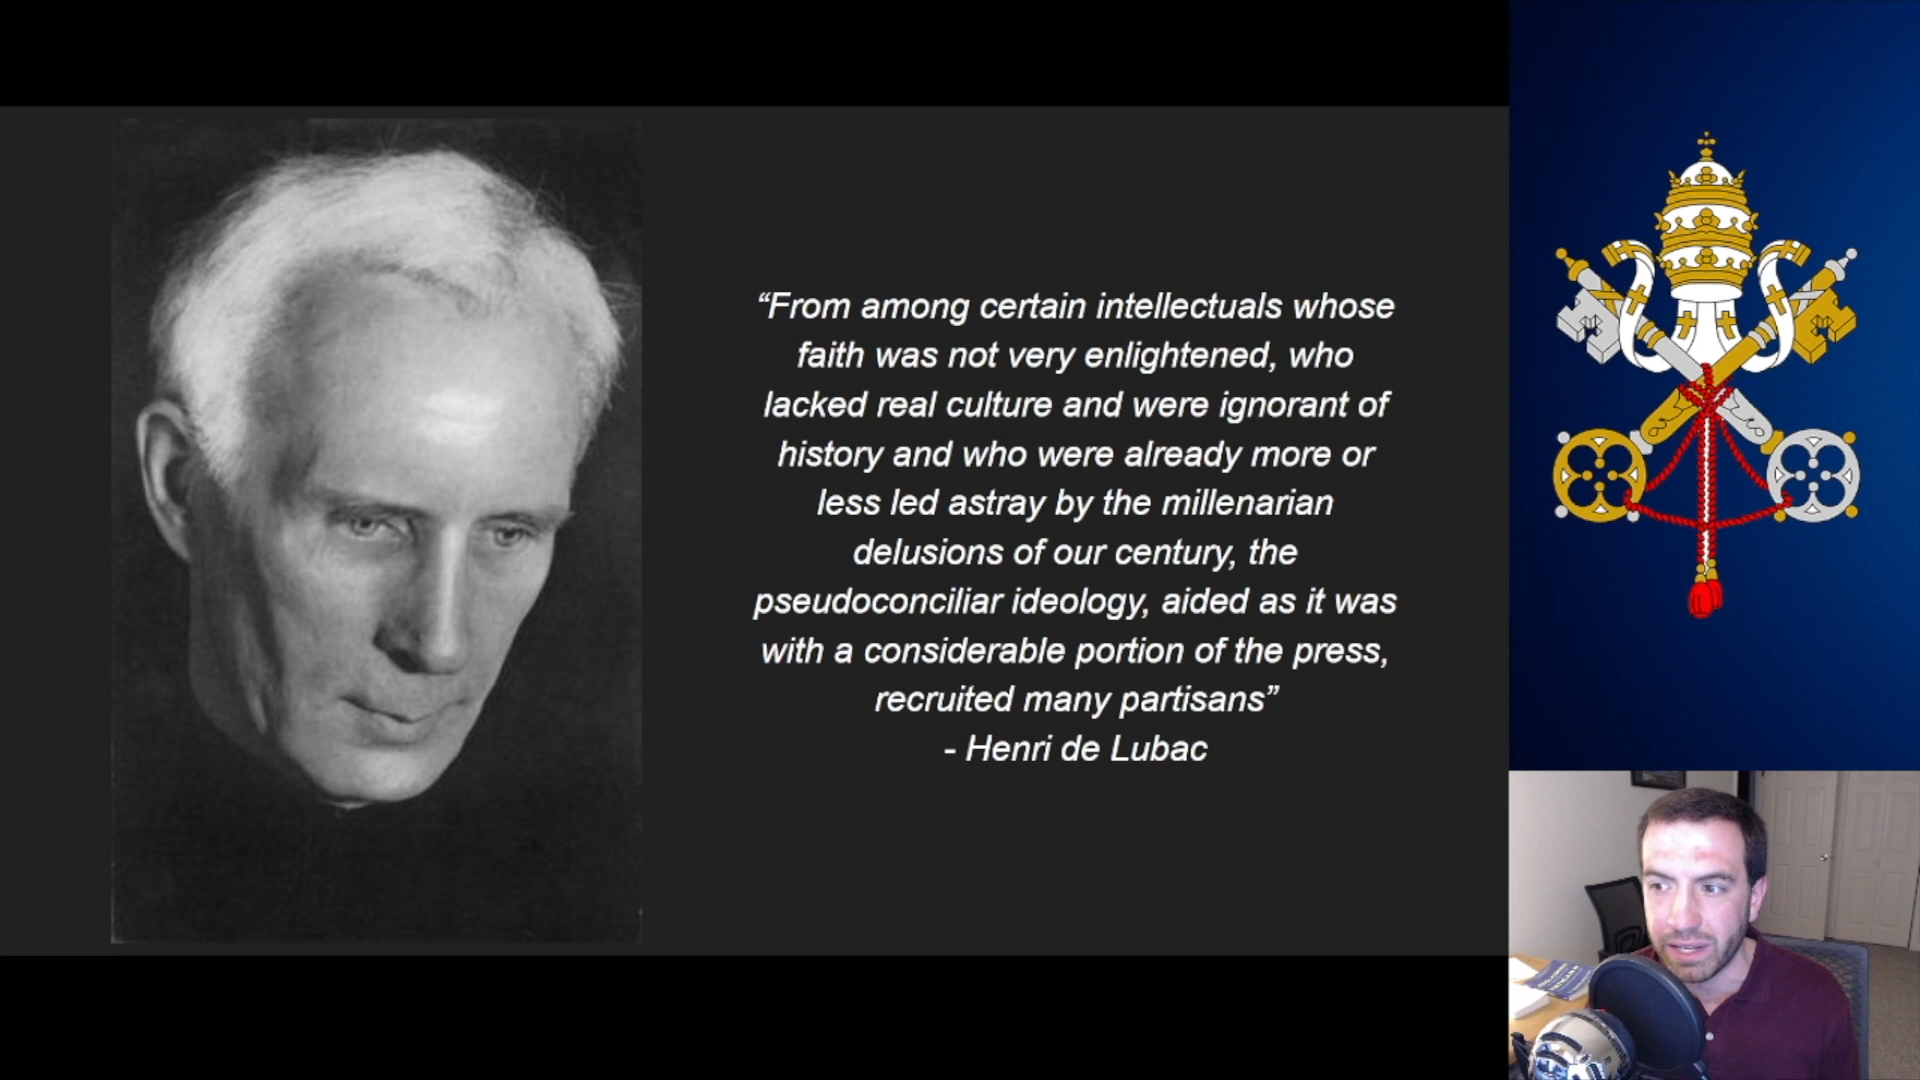 “From among certain intellectuals whose
faith was not very enlightened, who
lacked real culture and were ignorant of
history and who were already more or
less led astray by the millenarian
delusions of our century, the
pseudoconciliar ideology, aided as it was
with a considerable portion of the press,
recruited many partisans”
- Henri de Lubac